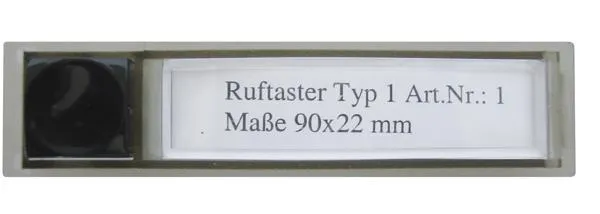 Ruftaster Typ 1 Art.Nr.: 1
Maße 90x22 mm